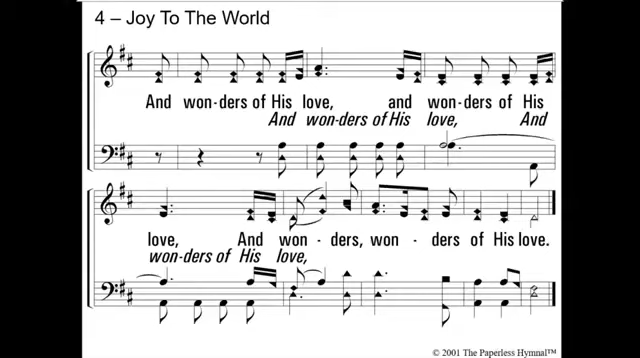 4 – Joy To The World
And won-ders of His love, and won-ders of His
And won-ders of His love, And
love, And won - ders, won - ders of His love.
won-ders of His love,
© 2001 The Paperless Hymnal™